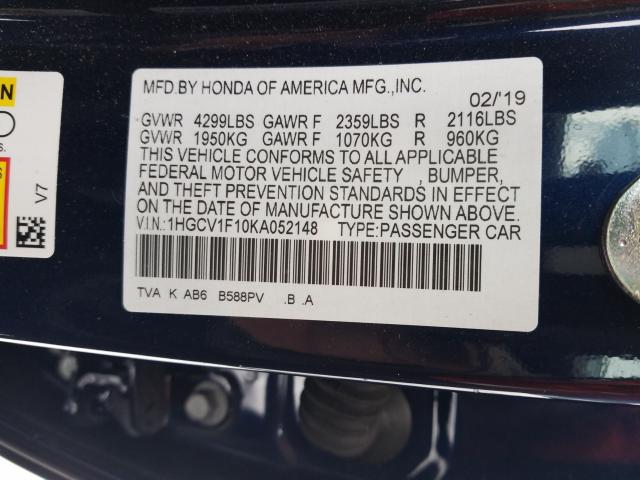 MFD.BY HONDA OF AMERICA MFG.,INC.
02/'19
GVWR 4299LBS GAWR F 2359LBS R 2116LBS
GVWR 1950KG GAWR F 1070KG R 960KG
THIS VEHICLE CONFORMS TO ALL APPLICABLE
FEDERAL MOTOR VEHICLE SAFETY , BUMPER,
AND THEFT PREVENTION STANDARDS IN EFFECT
ON THE DATE OF MANUFACTURE SHOWN ABOVE.
V.I.N.:1HGCV1F10KA052148 TYPE:PASSENGER CAR
TVA K AB6 B588PV .B .A
V7